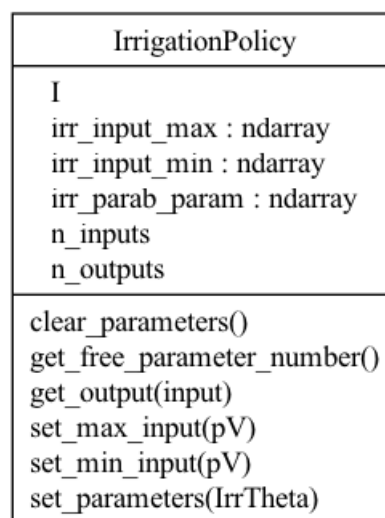 IrrigationPolicy
I
irr_input_max : ndarray
irr_input_min : ndarray
irr_parab_param : ndarray
n_inputs
n_outputs
clear_parameters()
get_free_parameter_number()
get_output(input)
set_max_input(pV)
set_min_input(pV)
set_parameters(IrrTheta)